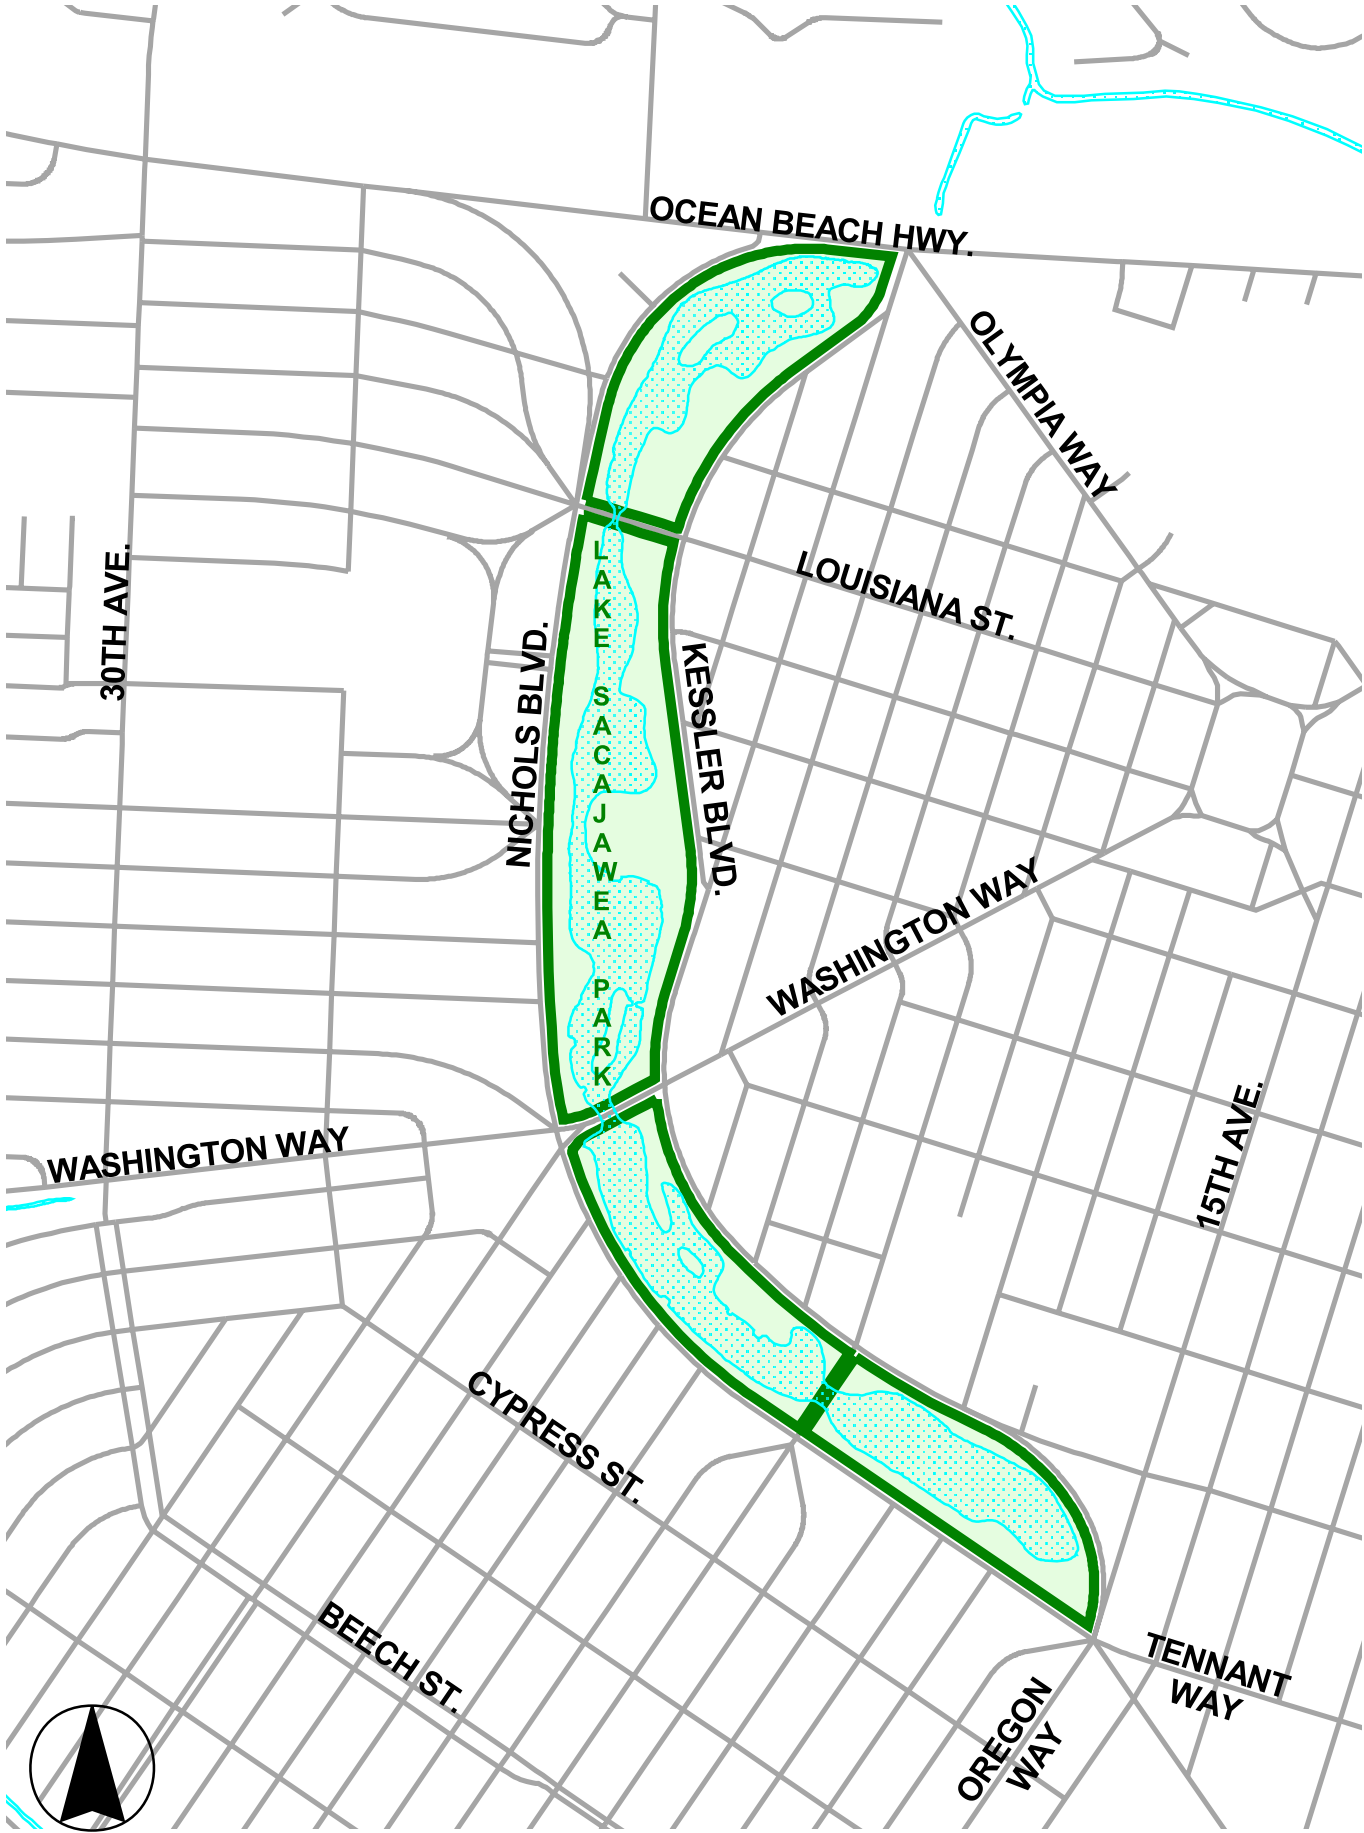 OCEAN BEACH HWY.
OLYMPIA WAY
LOUISIANA ST.
30TH AVE.
NICHOLS BLVD.
KESSLER BLVD.
LAKE SACAJAWEA PARK
WASHINGTON WAY
WASHINGTON WAY
15TH AVE.
CYPRESS ST.
BEECH ST.
TENNANT
WAY
OREGON
WAY